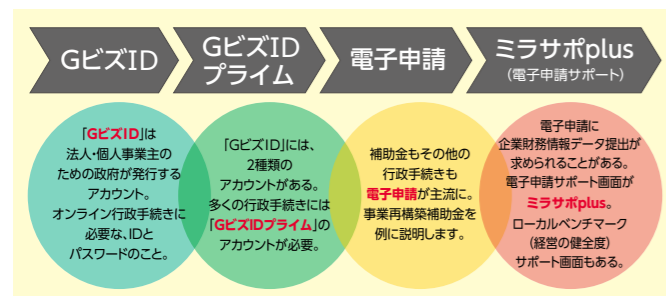 GビズID
GビズID
プライム
電子申請
ミラサポplus
(電子申請サポート)
「GビズID」は
法人・個人事業主の
ための政府が発行する
アカウント。
オンライン行政手続きに
必要な、IDと
パスワードのこと。
「GビズID」には、
2種類の
アカウントがある。
多くの行政手続きには
「GビズIDプライム」の
アカウントが必要。
補助金もその他の
行政手続きも
電子申請が主流に。
事業再構築補助金を
例に説明します。
電子申請に
企業財務情報データ提出が
求められることがある。
電子申請サポート画面が
ミラサポplus。
ローカルベンチマーク
(経営の健全度)
サポート画面もある。